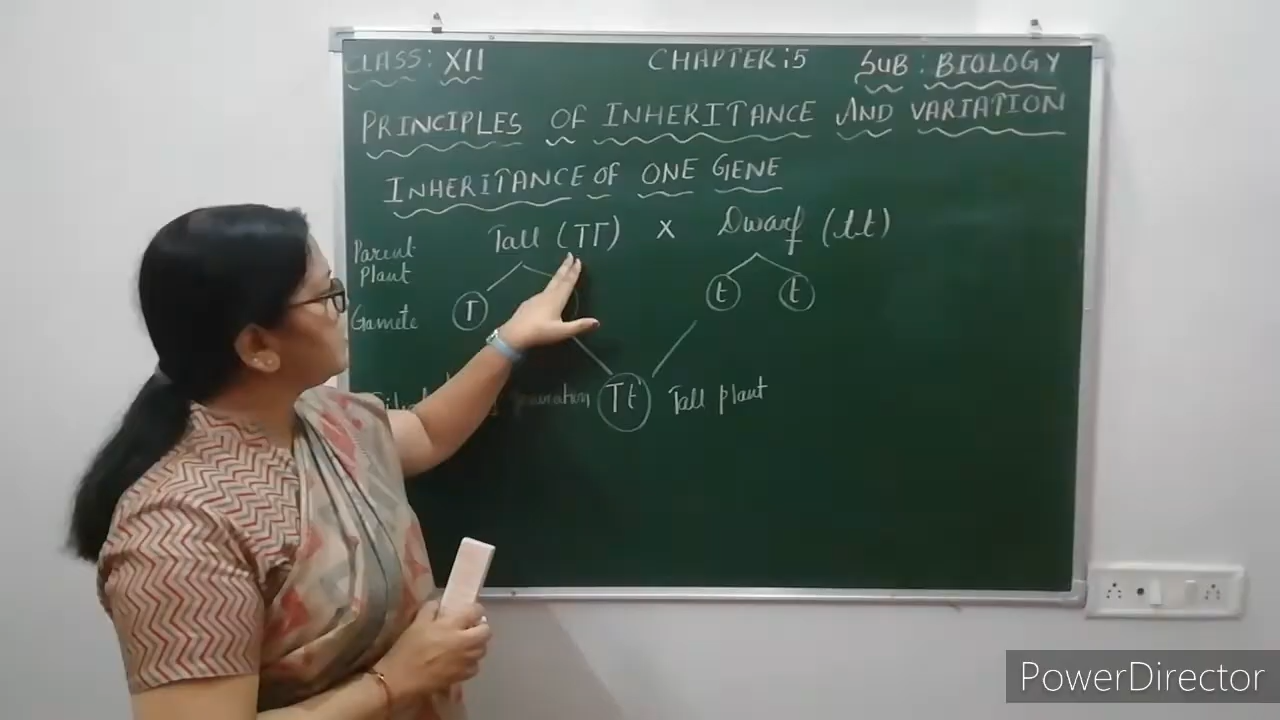 CLASS: XII CHAPTER:5 SUB: BIOLOGY
PRINCIPLES OF INHERITANCE AND VARIATION
INHERITANCE OF ONE GENE
Parent Plant Tall (TT) X Dwarf (tt)
Gamete T t t
generation Tt Tall plant
PowerDirector